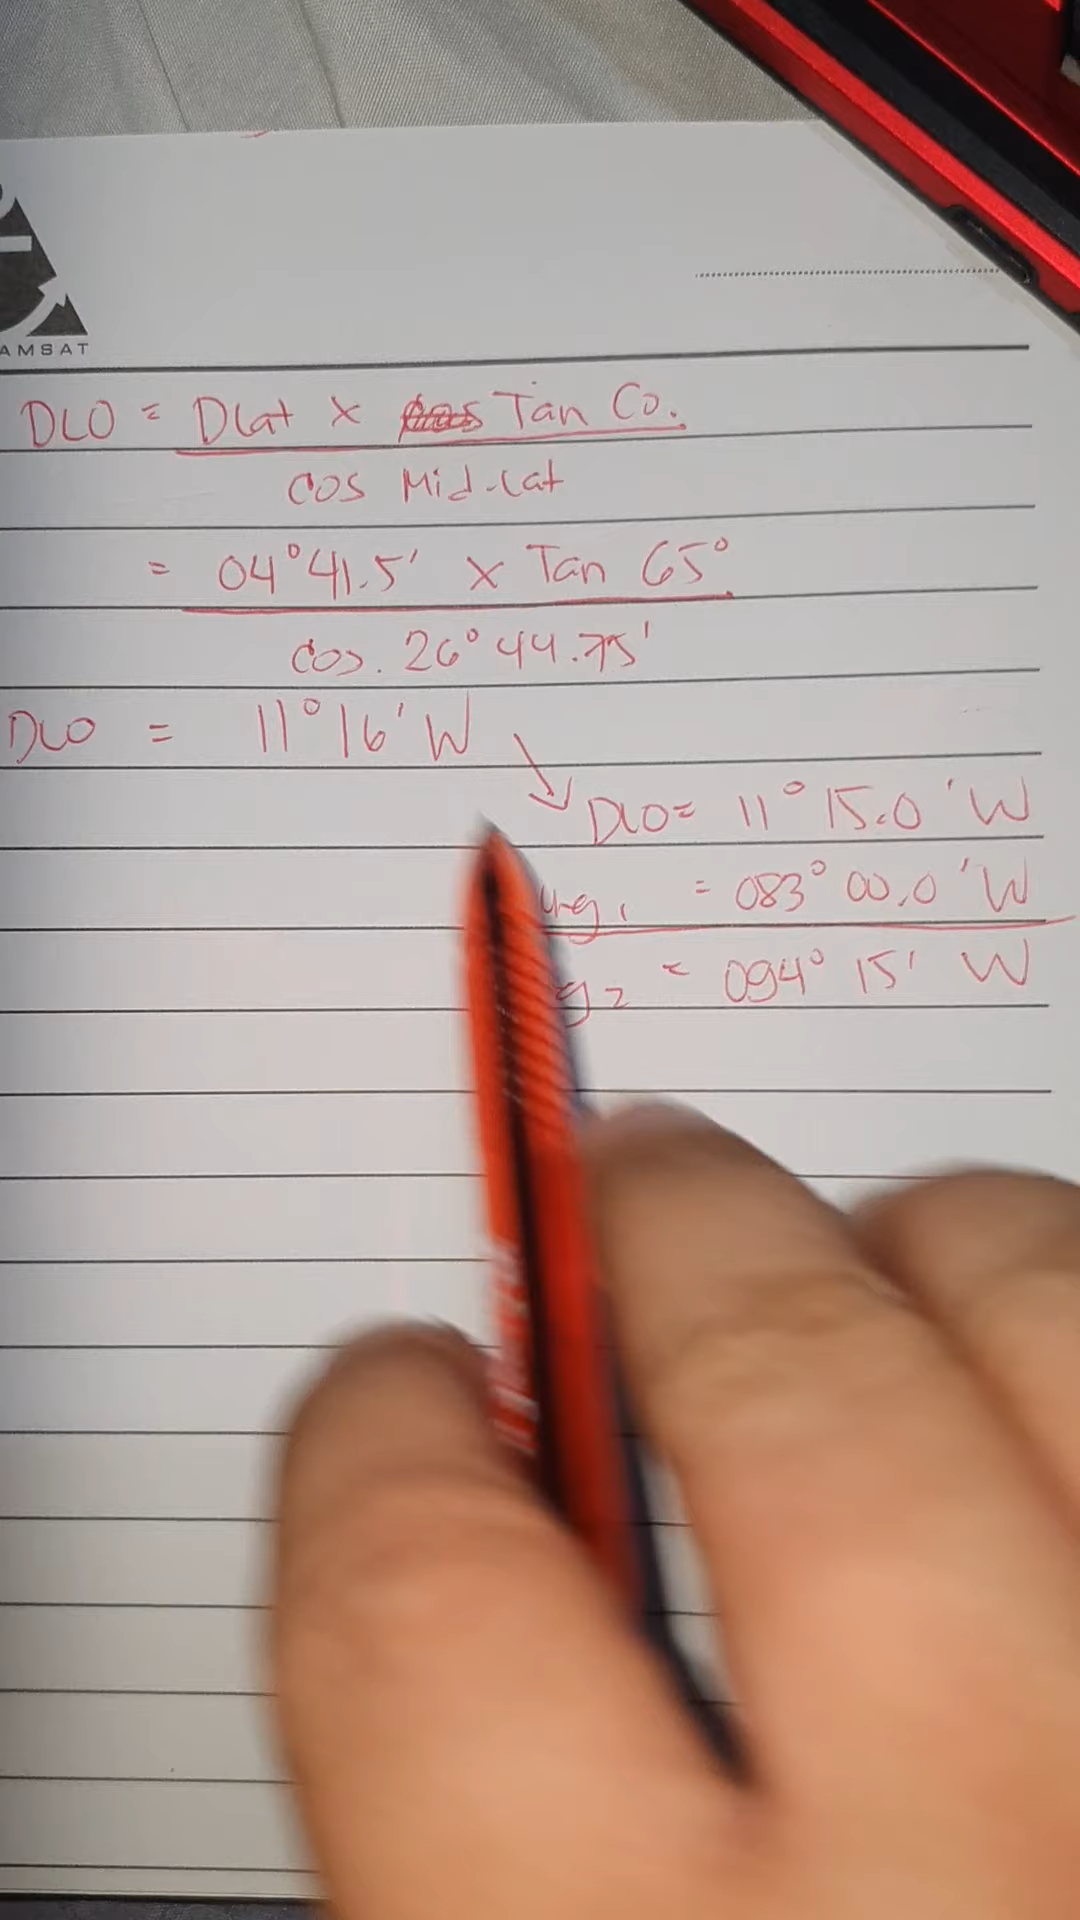 AMSAT
DLO = DLat x Tan Co.
cos Mid-Lat
= 04°41.5' x Tan 65°
cos. 26°44.75'
DLO = 11°16' W
DLO = 11° 15.0' W
= 083° 00.0' W
= 094° 15' W